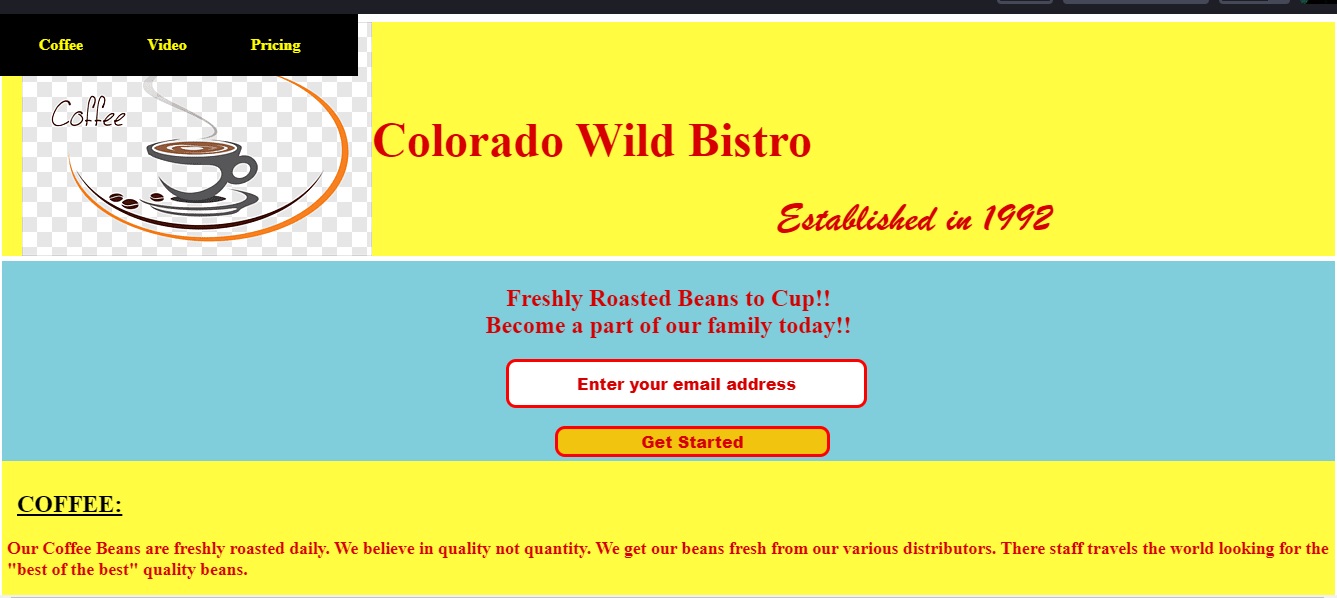 Coffee Video Pricing
Coffee
Colorado Wild Bistro
Established in 1992
Freshly Roasted Beans to Cup!!
Become a part of our family today!!
Enter your email address
Get Started
COFFEE:
Our Coffee Beans are freshly roasted daily. We believe in quality not quantity. We get our beans fresh from our various distributors. There staff travels the world looking for the
"best of the best" quality beans.